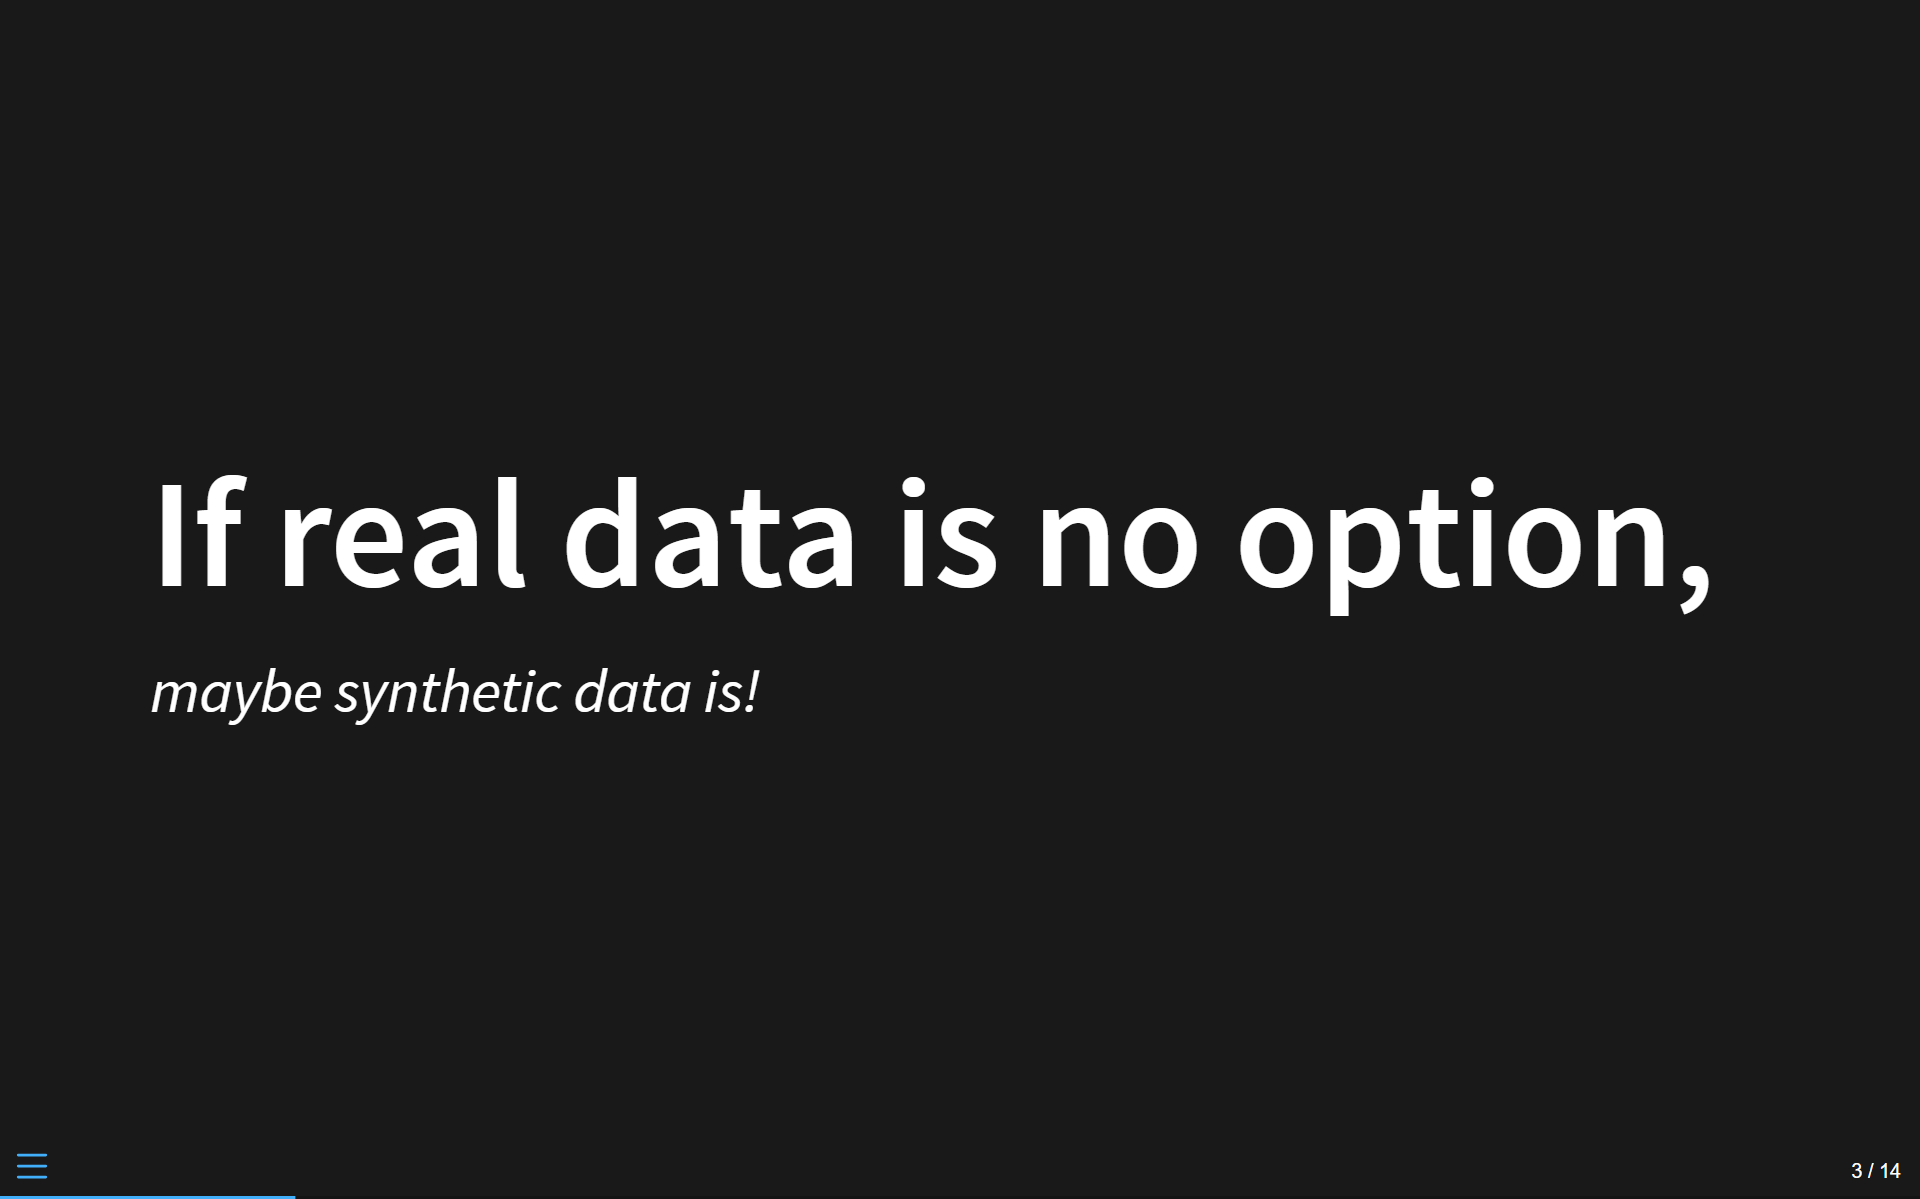 If real data is no option,
maybe synthetic data is!
3 / 14